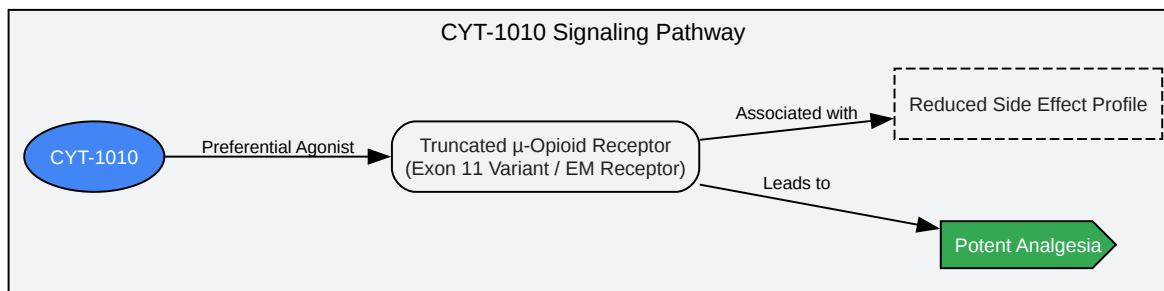 CYT-1010 Signaling Pathway
CYT-1010
Preferential Agonist
Truncated µ-Opioid Receptor
(Exon 11 Variant / EM Receptor)
Associated with
Reduced Side Effect Profile
Leads to
Potent Analgesia